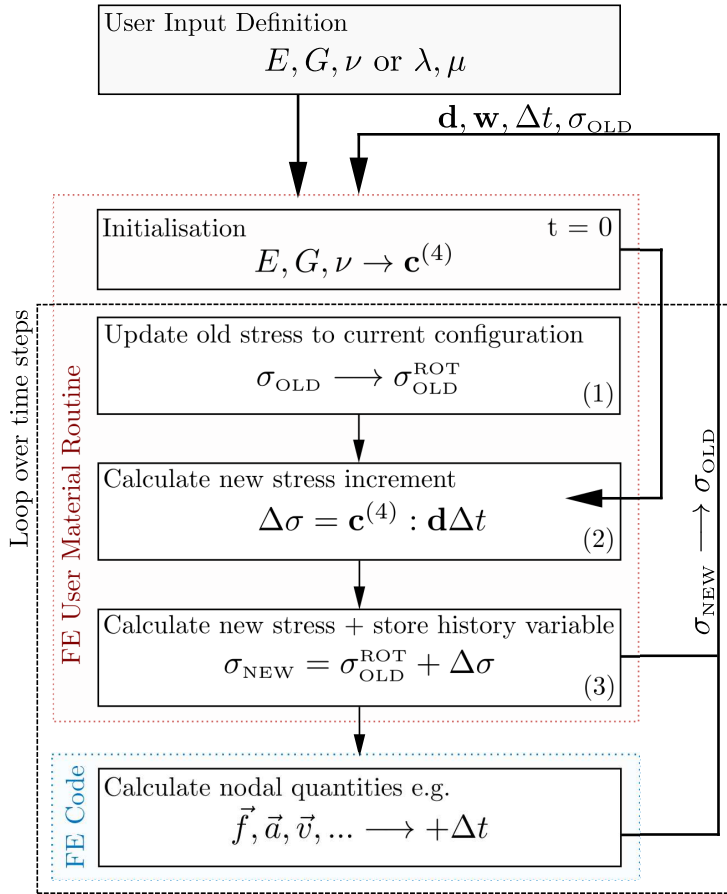 User Input Definition
E, G, ν or λ, μ
d, w, Δt, σ_OLD
Initialisation t = 0
E, G, ν → c⁽⁴⁾
Loop over time steps
FE User Material Routine
Update old stress to current configuration
σ_OLD ⟶ σ_OLD^ROT
(1)
Calculate new stress increment
Δσ = c⁽⁴⁾ : dΔt
(2)
σ_NEW ⟶ σ_OLD
Calculate new stress + store history variable
σ_NEW = σ_OLD^ROT + Δσ
(3)
FE Code
Calculate nodal quantities e.g.
f⃗, a⃗, v⃗, ... ⟶ +Δt